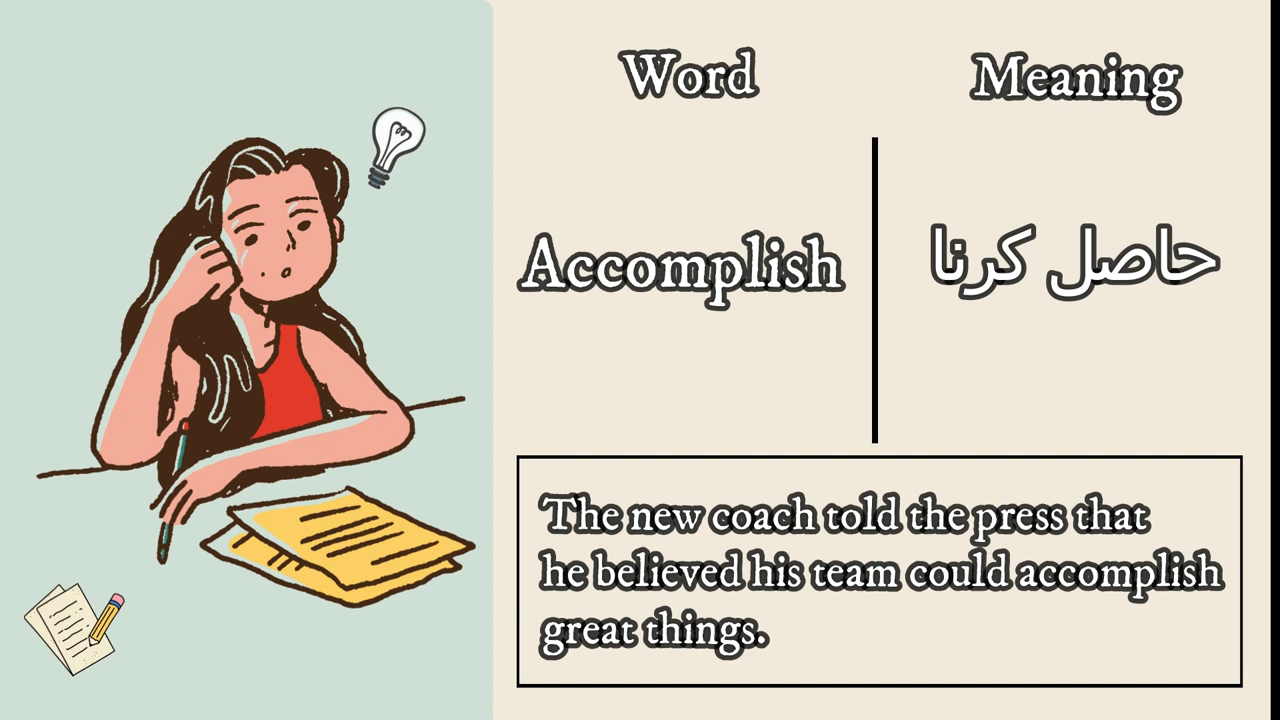 Word
Meaning
Accomplish
حاصل کرنا
The new coach told the press that
he believed his team could accomplish
great things.